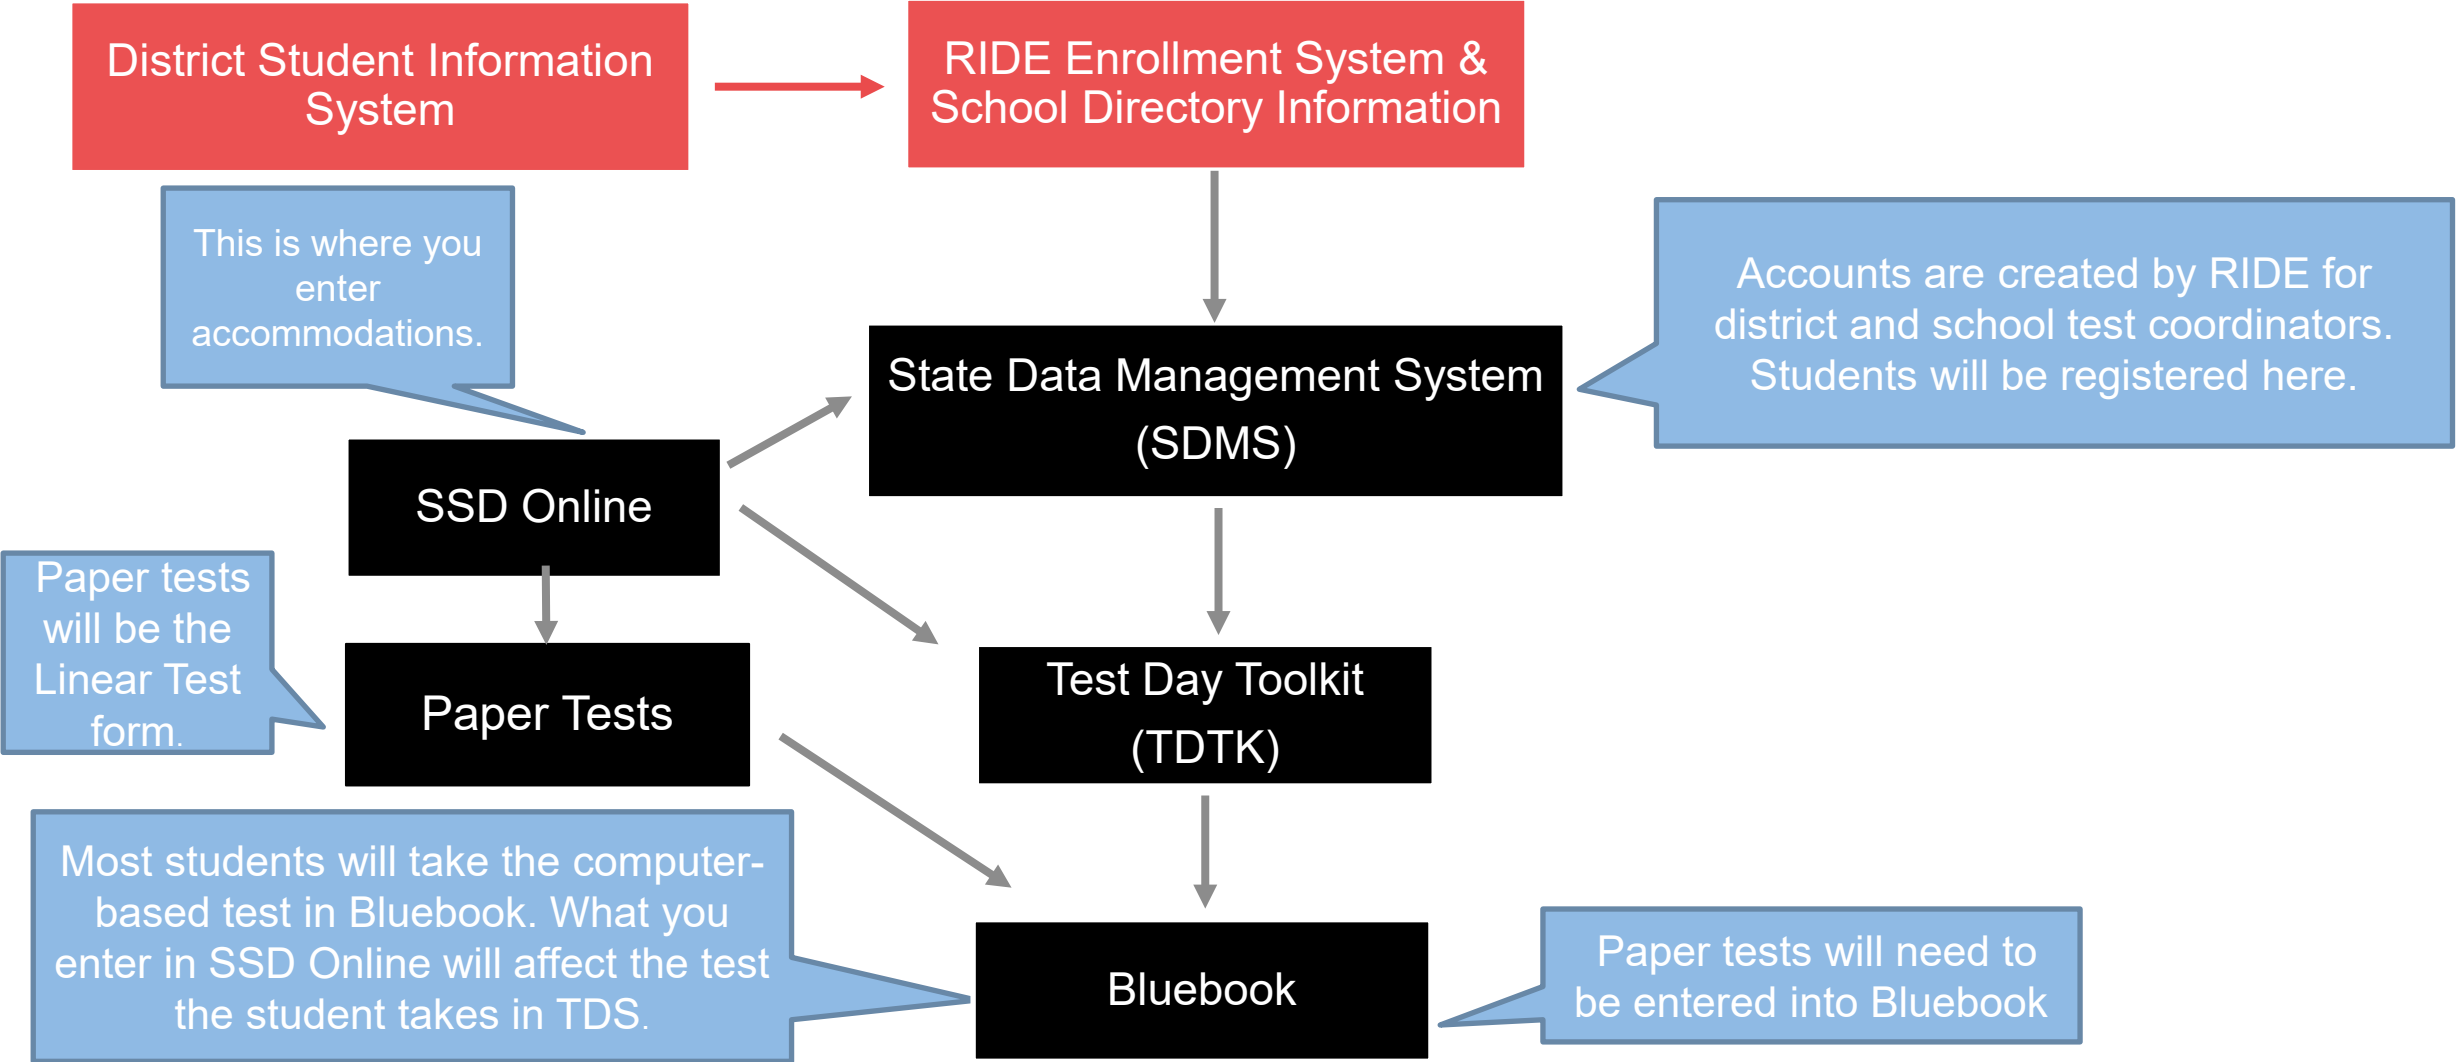 District Student Information
System
RIDE Enrollment System &
School Directory Information
This is where you
enter
accommodations.
Accounts are created by RIDE for
district and school test coordinators.
Students will be registered here.
State Data Management System
(SDMS)
SSD Online
Paper tests
will be the
Linear Test
form.
Paper Tests
Test Day Toolkit
(TDTK)
Most students will take the computer-
based test in Bluebook. What you
enter in SSD Online will affect the test
the student takes in TDS.
Bluebook
Paper tests will need to
be entered into Bluebook